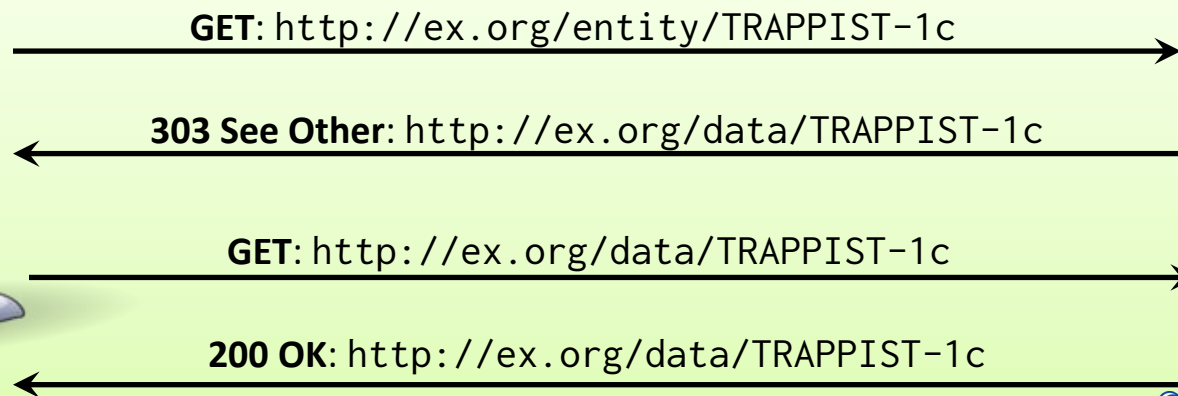 GET: http://ex.org/entity/TRAPPIST-1c
303 See Other: http://ex.org/data/TRAPPIST-1c
GET: http://ex.org/data/TRAPPIST-1c
200 OK: http://ex.org/data/TRAPPIST-1c